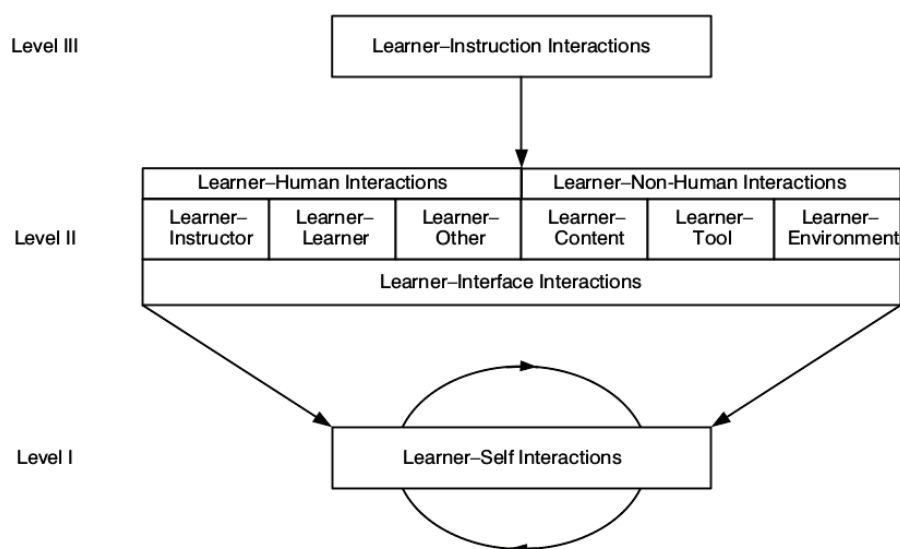 Level III
Learner–Instruction Interactions
Learner–Human Interactions
Learner–Non-Human Interactions
Level II
Learner–
Instructor
Learner–
Learner
Learner–
Other
Learner–
Content
Learner–
Tool
Learner–
Environment
Learner–Interface Interactions
Level I
Learner–Self Interactions